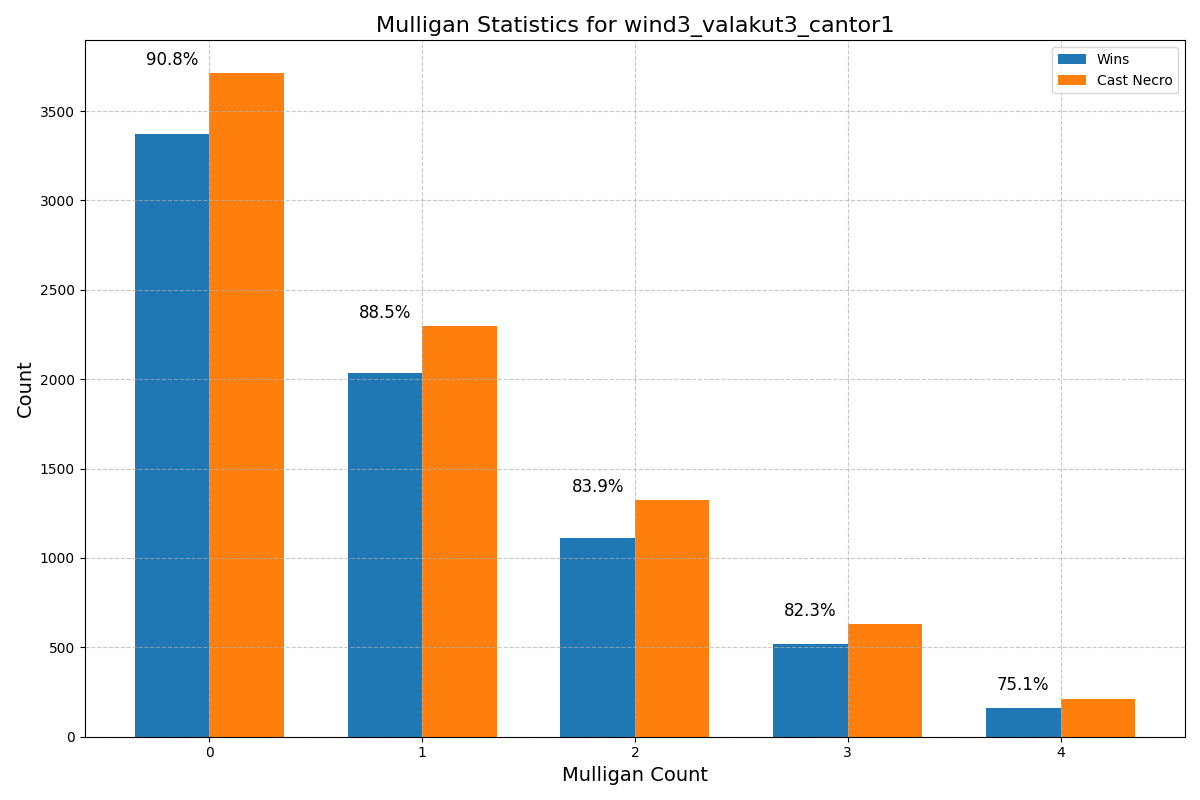 Mulligan Statistics for wind3_valakut3_cantor1
Wins
Cast Necro
90.8%
88.5%
83.9%
82.3%
75.1%
Count
3500
3000
2500
2000
1500
1000
500
0
0 1 2 3 4
Mulligan Count